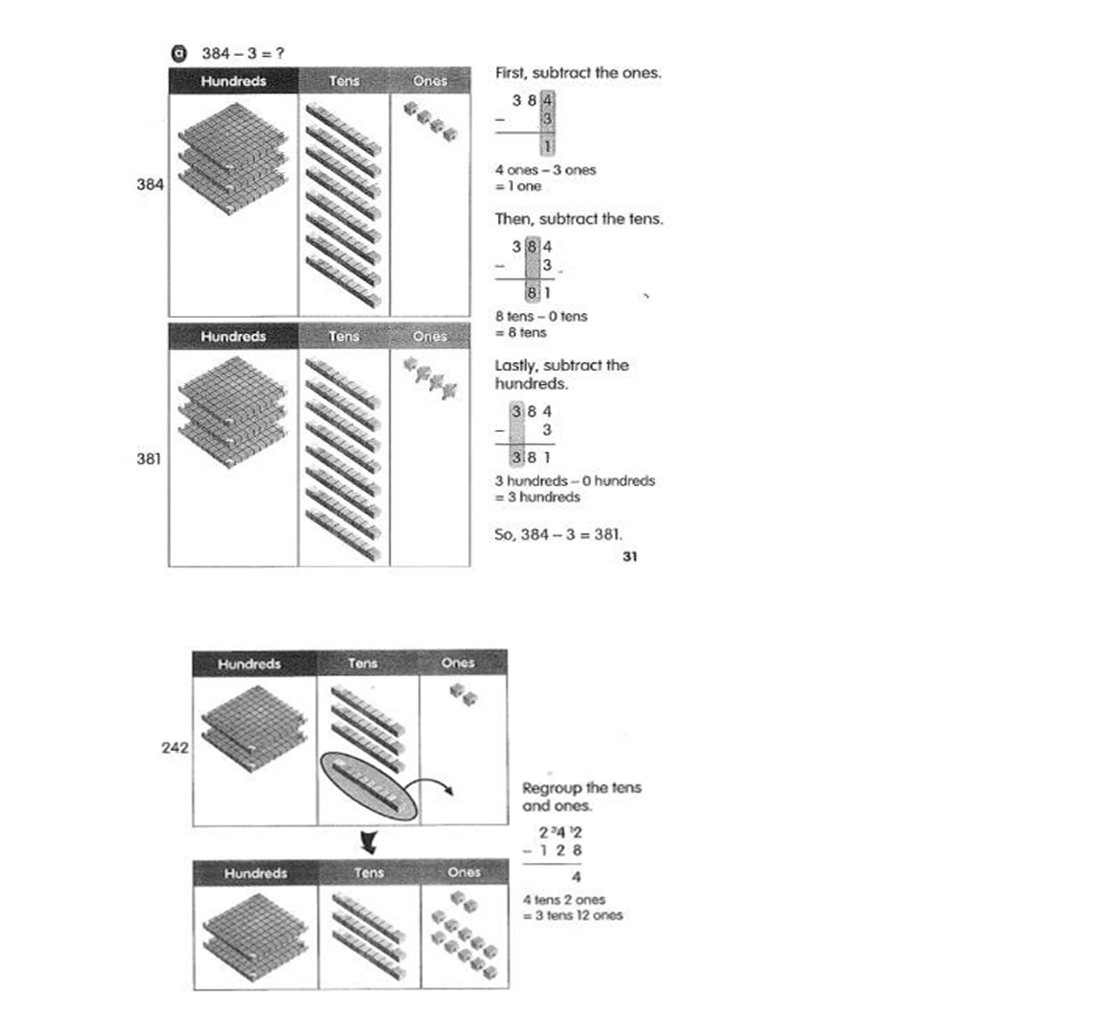 a 384 – 3 = ?
Hundreds Tens Ones
384
First, subtract the ones.
3 8 4
– 3
1
4 ones – 3 ones
= 1 one
Then, subtract the tens.
3 8 4
– 3
8 1
8 tens – 0 tens
= 8 tens
Hundreds Tens Ones
381
Lastly, subtract the
hundreds.
3 8 4
– 3
3 8 1
3 hundreds – 0 hundreds
= 3 hundreds
So, 384 – 3 = 381.
31
Hundreds Tens Ones
242
Regroup the tens
and ones.
2 ³4 ¹2
– 1 2 8
4
4 tens 2 ones
= 3 tens 12 ones
Hundreds Tens Ones